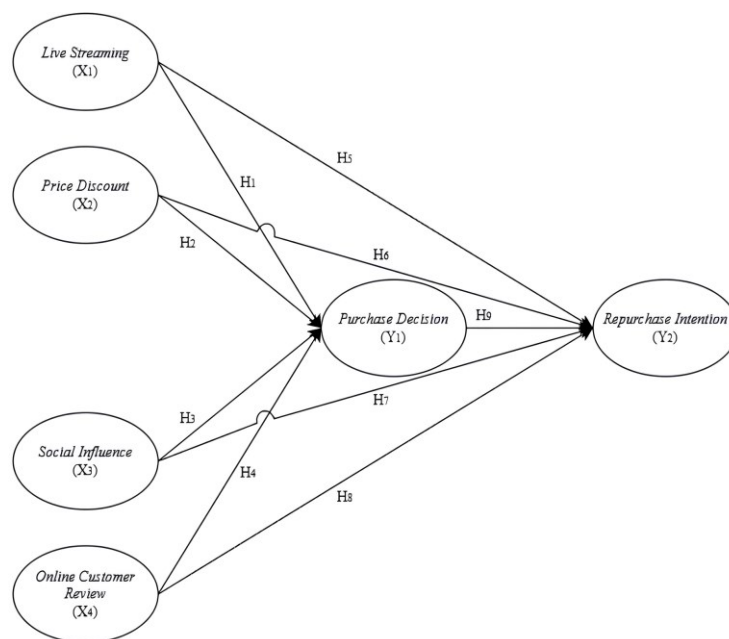 Live Streaming
(X1)
H5
H1
Price Discount
(X2)
H2
H6
Purchase Decision
(Y1)
H9
Repurchase Intention
(Y2)
H7
H3
Social Influence
(X3)
H4
H8
Online Customer
Review
(X4)